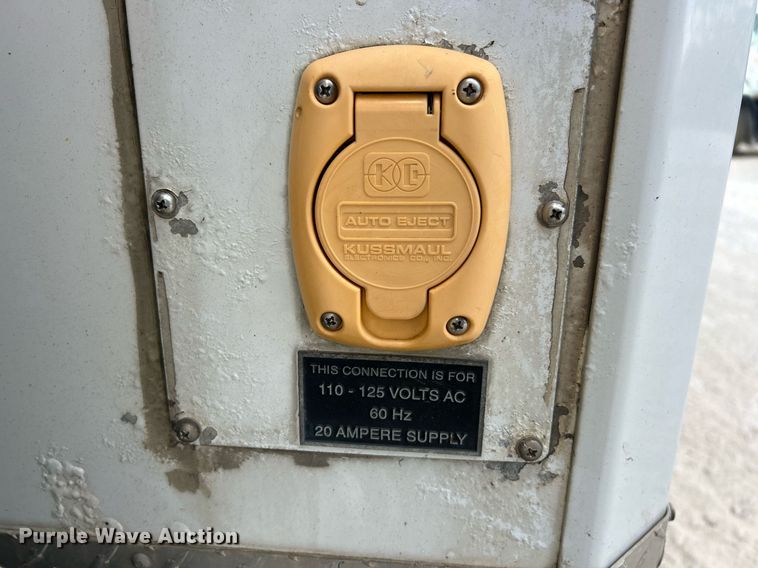 KE
AUTO EJECT
KUSSMAUL
ELECTRONICS CO., INC.
THIS CONNECTION IS FOR
110 - 125 VOLTS AC
60 Hz
20 AMPERE SUPPLY
Purple Wave Auction